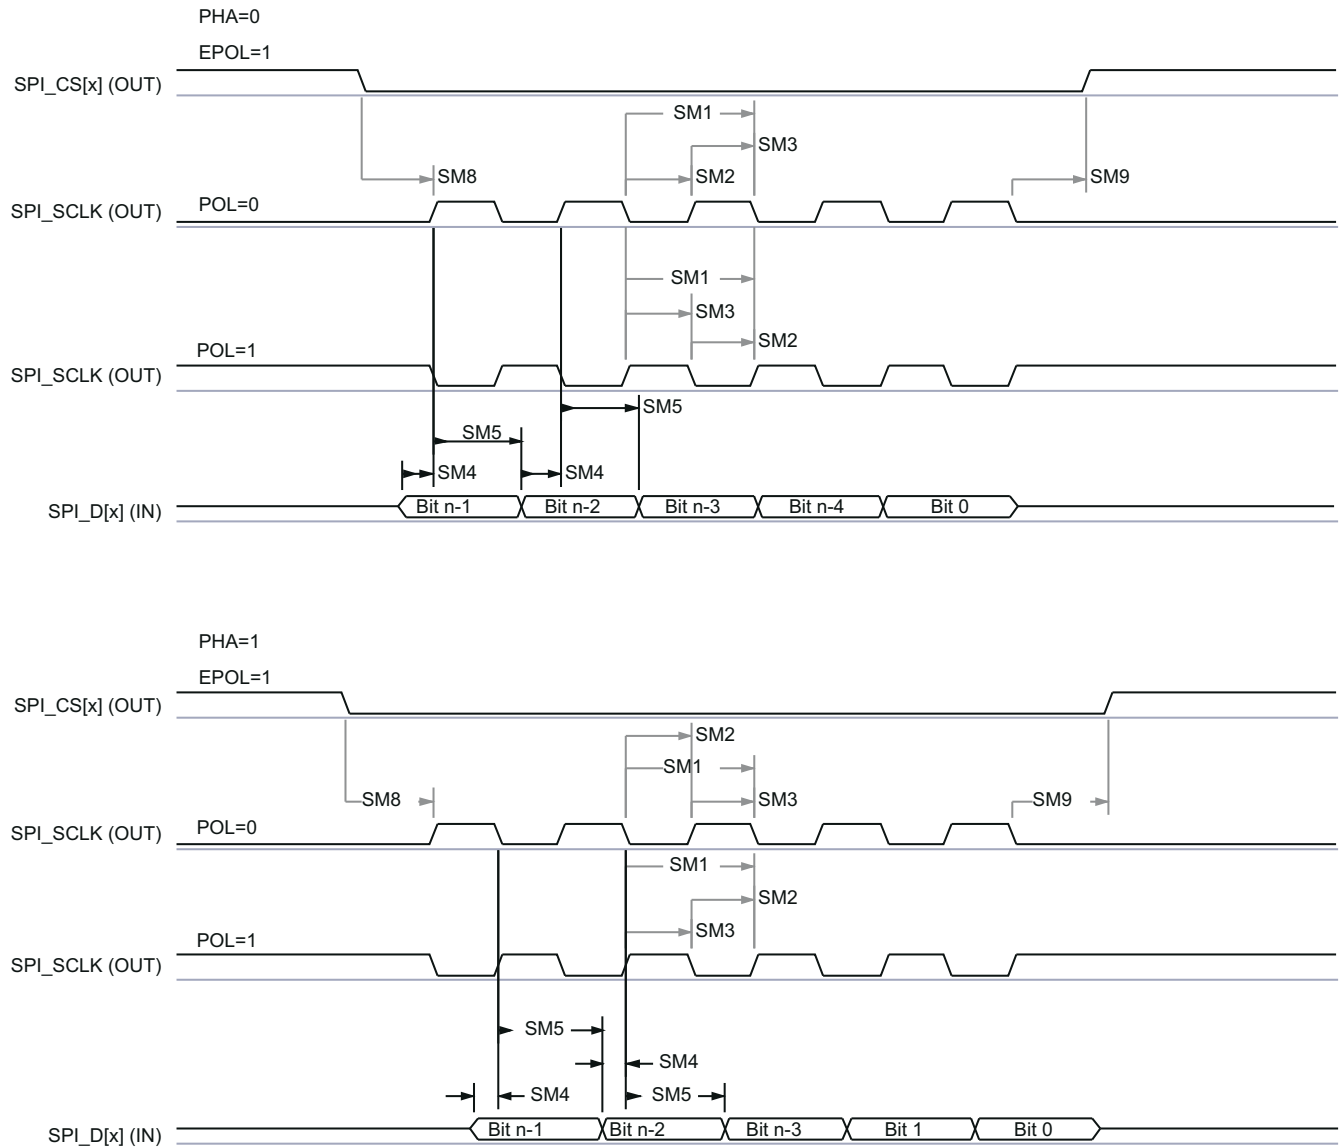 PHA=0
EPOL=1
SPI_CS[x] (OUT)
SM1
SM3
SM8
SM2
SM9
SPI_SCLK (OUT)
POL=0
SM1
SM3
SM2
POL=1
SPI_SCLK (OUT)
SM5
SM5
SM4
SM4
SPI_D[x] (IN)
Bit n-1
Bit n-2
Bit n-3
Bit n-4
Bit 0
PHA=1
EPOL=1
SPI_CS[x] (OUT)
SM2
SM1
SM8
SM3
SM9
SPI_SCLK (OUT)
POL=0
SM1
SM2
SM3
POL=1
SPI_SCLK (OUT)
SM5
SM4
SM4
SM5
SPI_D[x] (IN)
Bit n-1
Bit n-2
Bit n-3
Bit 1
Bit 0